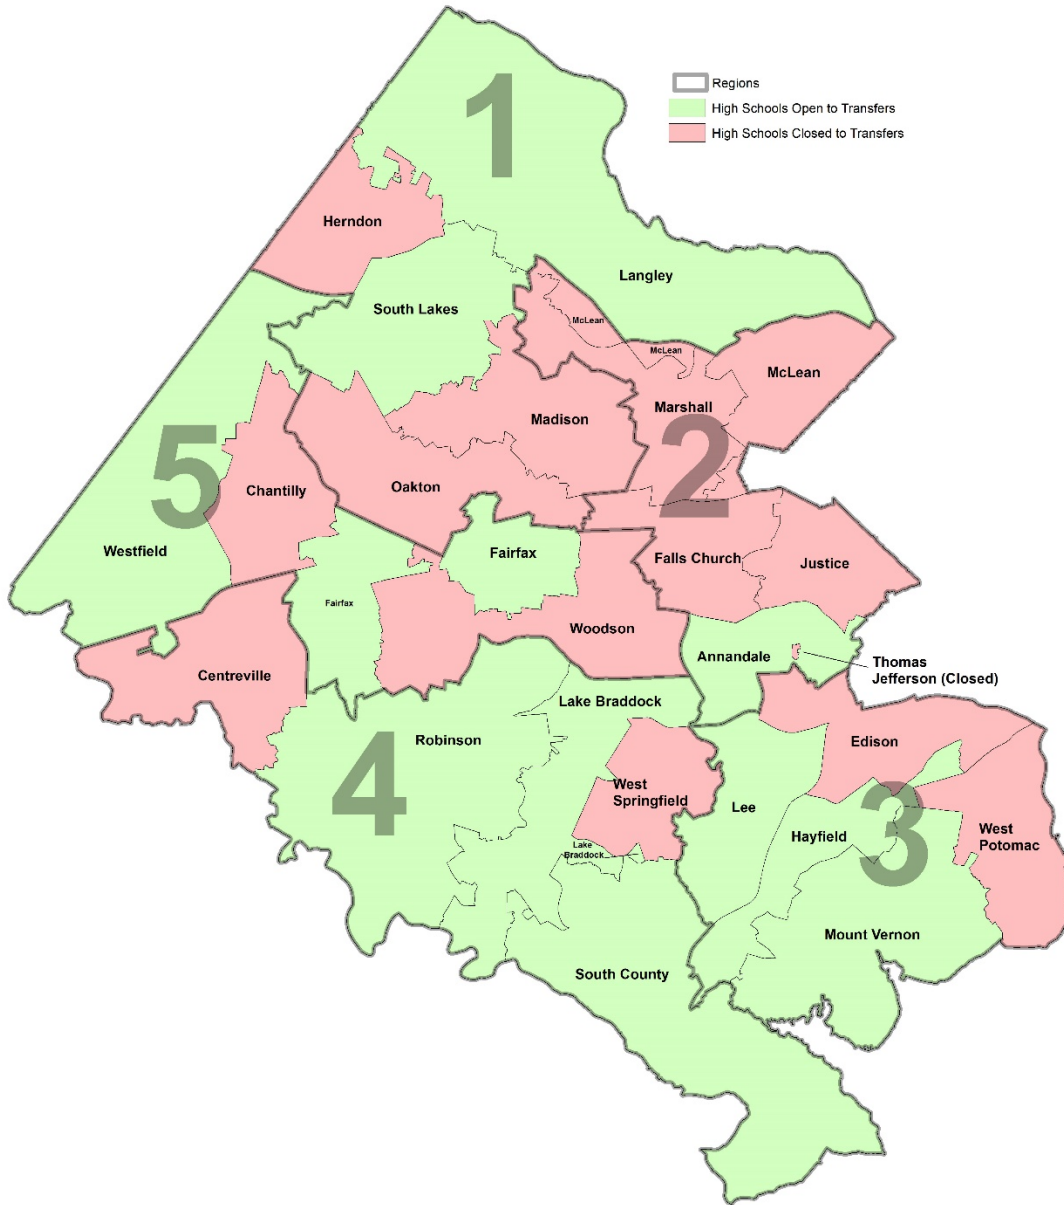 1
Regions
High Schools Open to Transfers
High Schools Closed to Transfers
Herndon
Langley
South Lakes
McLean
McLean
McLean
Marshall
Madison
2
5
Chantilly
Oakton
Westfield
Fairfax
Falls Church
Justice
Fairfax
Woodson
Annandale
Thomas
Jefferson (Closed)
Centreville
Lake Braddock
Robinson
4
Edison
West
Springfield
Lee
3
Hayfield
West
Potomac
Lake
Braddock
Mount Vernon
South County